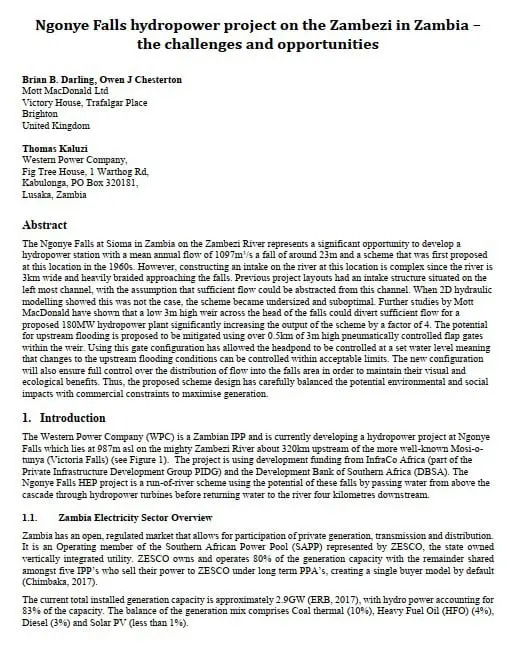 Ngonye Falls hydropower project on the Zambezi in Zambia –
the challenges and opportunities
Brian B. Darling, Owen J Chesterton
Mott MacDonald Ltd
Victory House, Trafalgar Place
Brighton
United Kingdom
Thomas Kaluzi
Western Power Company,
Fig Tree House, 1 Warthog Rd,
Kabulonga, PO Box 320181,
Lusaka, Zambia
Abstract
The Ngonye Falls at Sioma in Zambia on the Zambezi River represents a significant opportunity to develop a
hydropower station with a mean annual flow of 1097m³/s a fall of around 23m and a scheme that was first proposed
at this location in the 1960s. However, constructing an intake on the river at this location is complex since the river is
3km wide and heavily braided approaching the falls. Previous project layouts had an intake structure situated on the
left most channel, with the assumption that sufficient flow could be abstracted from this channel. When 2D hydraulic
modelling showed this was not the case, the scheme became undersized and suboptimal. Further studies by Mott
MacDonald have shown that a low 3m high weir across the head of the falls could divert sufficient flow for a
proposed 180MW hydropower plant significantly increasing the output of the scheme by a factor of 4. The potential
for upstream flooding is proposed to be mitigated using over 0.5km of 3m high pneumatically controlled flap gates
within the weir. Using this gate configuration has allowed the headpond to be controlled at a set water level meaning
that changes to the upstream flooding conditions can be controlled within acceptable limits. The new configuration
will also ensure full control over the distribution of flow into the falls area in order to maintain their visual and
ecological benefits. Thus, the proposed scheme design has carefully balanced the potential environmental and social
impacts with commercial constraints to maximise generation.
1. Introduction
The Western Power Company (WPC) is a Zambian IPP and is currently developing a hydropower project at Ngonye
Falls which lies at 987m asl on the mighty Zambezi River about 320km upstream of the more well-known Mosi-o-
tunya (Victoria Falls) (see Figure 1). The project is using development funding from InfraCo Africa (part of the
Private Infrastructure Development Group PIDG) and the Development Bank of Southern Africa (DBSA). The
Ngonye Falls HEP project is a run-of-river scheme using the potential of these falls by passing water from above the
cascade through hydropower turbines before returning water to the river four kilometres downstream.
1.1. Zambia Electricity Sector Overview
Zambia has an open, regulated market that allows for participation of private generation, transmission and distribution.
It is an Operating member of the Southern African Power Pool (SAPP) represented by ZESCO, the state owned
vertically integrated utility. ZESCO owns and operates 80% of the generation capacity with the remainder shared
amongst five IPP's who sell their power to ZESCO under long term PPA's, creating a single buyer model by default
(Chimbaka, 2017).
The current total installed generation capacity is approximately 2.9GW (ERB, 2017), with hydro power accounting for
83% of the capacity. The balance of the generation mix comprises Coal thermal (10%), Heavy Fuel Oil (HFO) (4%),
Diesel (3%) and Solar PV (less than 1%).